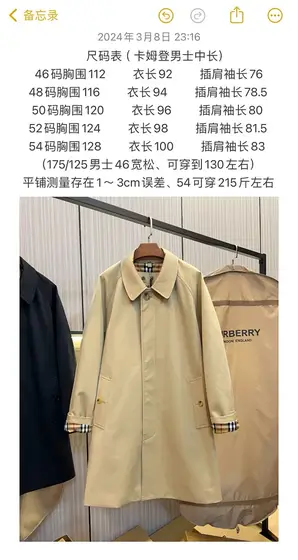 备忘录
2024年3月8日 23:16
尺码表（卡姆登男士中长）
46码胸围112 衣长92 插肩袖长76
48码胸围116 衣长94 插肩袖长78.5
50码胸围120 衣长96 插肩袖长80
52码胸围124 衣长98 插肩袖长81.5
54码胸围128 衣长100 插肩袖长83
（175/125男士46宽松、可穿到130左右）
平铺测量存在1～3cm误差、54可穿215斤左右
URBERRY